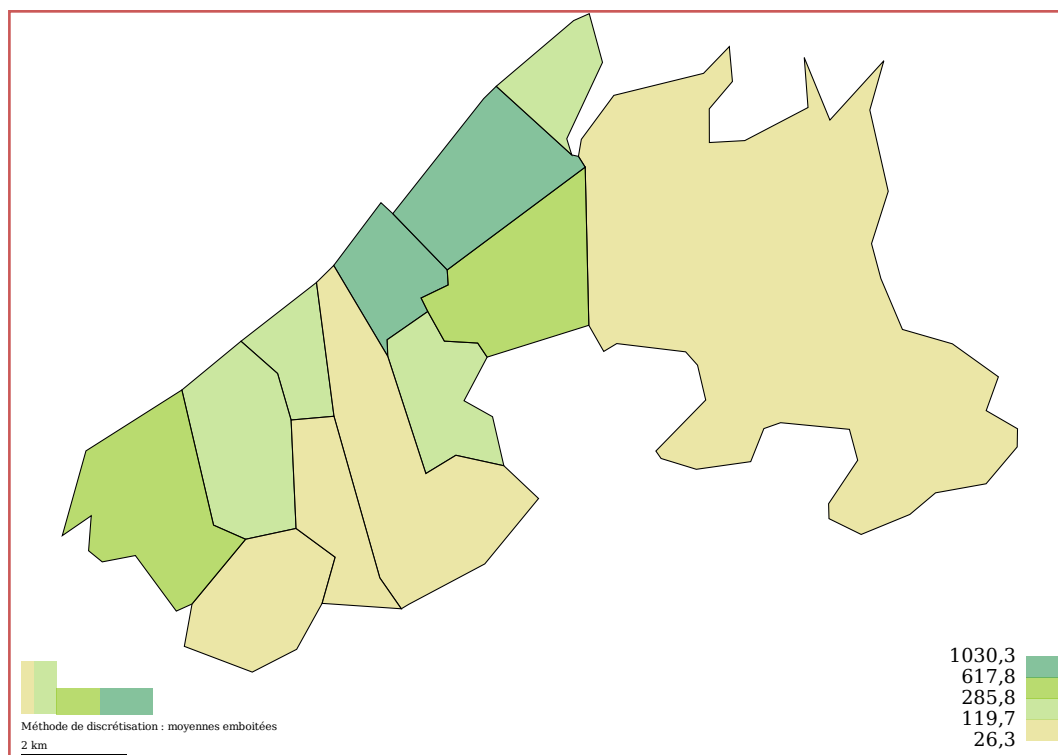 1030,3
617,8
285,8
119,7
26,3
Méthode de discrétisation : moyennes emboitées
2 km